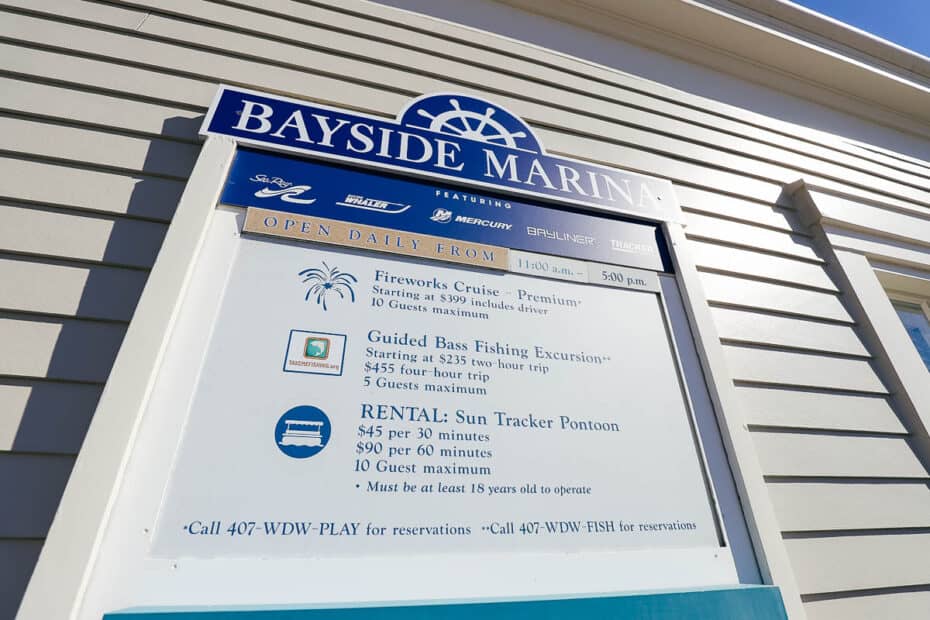 BAYSIDE MARINA
FEATURING
Sea Ray
WHALER
MERCURY
BAYLINER
TRACKER
OPEN DAILY FROM 11:00 a.m. – 5:00 p.m.
Fireworks Cruise – Premium*
Starting at $399 includes driver
10 Guests maximum
Guided Bass Fishing Excursion**
Starting at $235 two-hour trip
$455 four-hour trip
5 Guests maximum
TAKEMEFISHING.org
RENTAL: Sun Tracker Pontoon
$45 per 30 minutes
$90 per 60 minutes
10 Guest maximum
• Must be at least 18 years old to operate
*Call 407-WDW-PLAY for reservations **Call 407-WDW-FISH for reservations